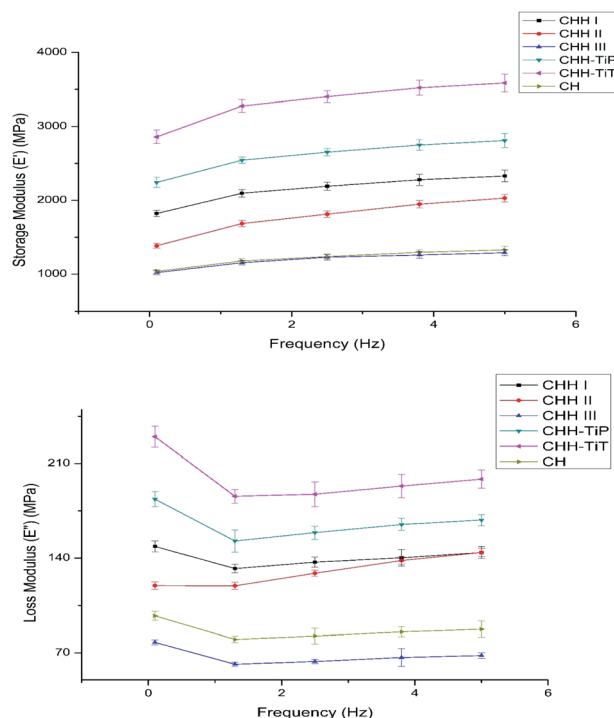 CHH I
CHH II
CHH III
CHH-TiP
CHH-TiT
CH
4000
3000
2000
1000
Storage Modulus (E') (MPa)
0
2
4
6
Frequency (Hz)
CHH I
CHH II
CHH III
CHH-TiP
CHH-TiT
CH
210
140
70
Loss Modulus (E") (MPa)
0
2
4
6
Frequency (Hz)